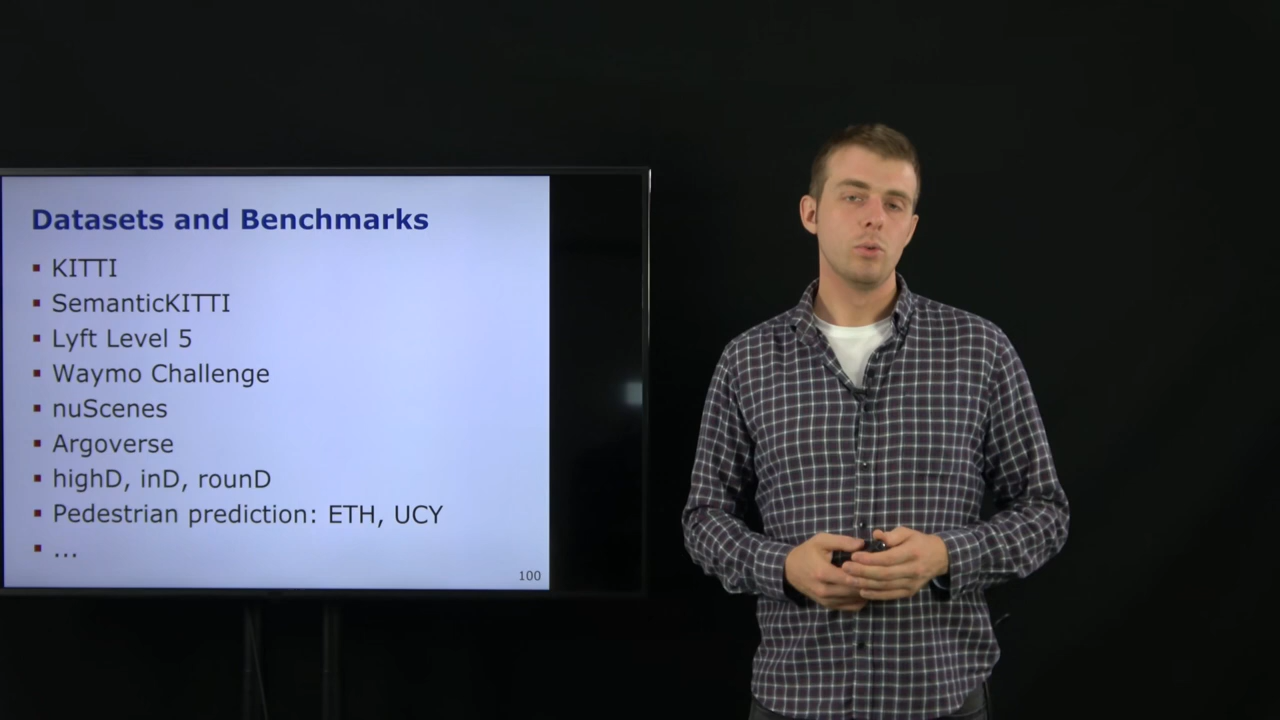 Datasets and Benchmarks
▪ KITTI
▪ SemanticKITTI
▪ Lyft Level 5
▪ Waymo Challenge
▪ nuScenes
▪ Argoverse
▪ highD, inD, rounD
▪ Pedestrian prediction: ETH, UCY
▪ ...
100